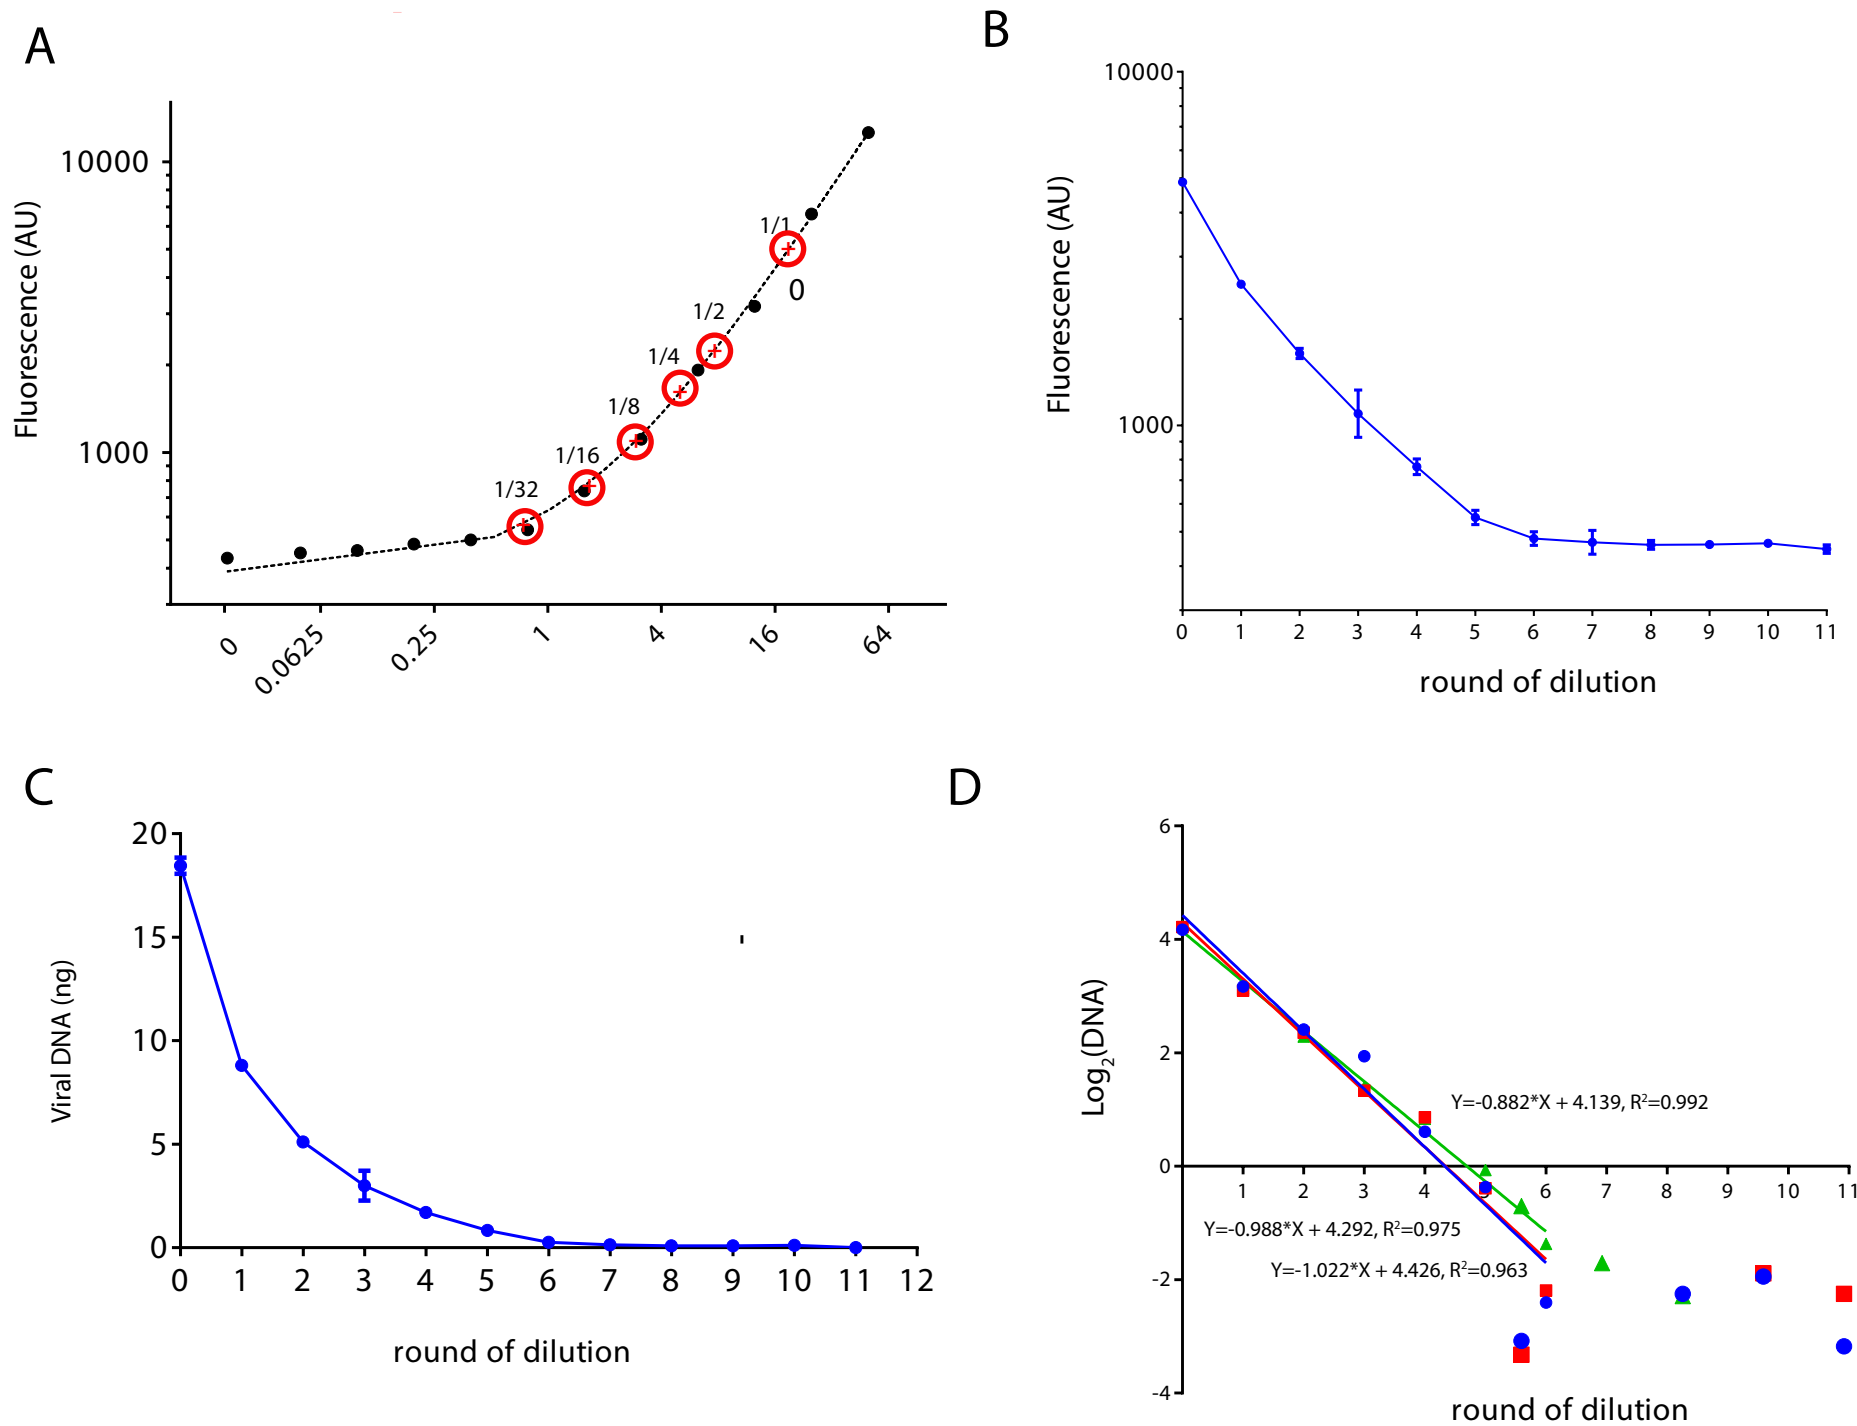 A
Fluorescence (AU)
10000
1000
1/1
0
1/2
1/4
1/8
1/16
1/32
0
0.0625
0.25
1
4
16
64
B
Fluorescence (AU)
10000
1000
0 1 2 3 4 5 6 7 8 9 10 11
round of dilution
C
Viral DNA (ng)
20
15
10
5
0
0 1 2 3 4 5 6 7 8 9 10 11 12
round of dilution
D
Log2(DNA)
6
4
2
0
-2
-4
Y=-0.882*X + 4.139, R²=0.992
1 2 3 4 5 6 7 8 9 10 11
Y=-0.988*X + 4.292, R²=0.975
Y=-1.022*X + 4.426, R²=0.963
round of dilution